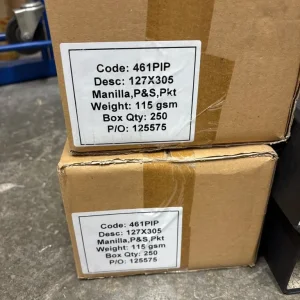 Code: 461PIP
Desc: 127X305
Manilla,P&S,Pkt
Weight: 115 gsm
Box Qty: 250
P/O: 125575
Code: 461PIP
Desc: 127X305
Manilla,P&S,Pkt
Weight: 115 gsm
Box Qty: 250
P/O: 125575